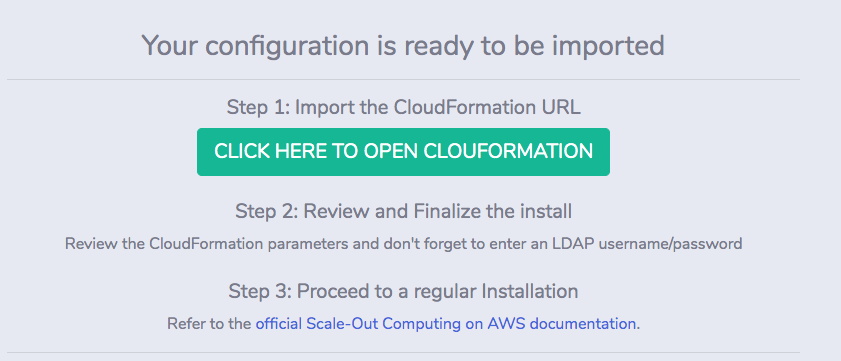 Your configuration is ready to be imported
Step 1: Import the CloudFormation URL
CLICK HERE TO OPEN CLOUFORMATION
Step 2: Review and Finalize the install
Review the CloudFormation parameters and don't forget to enter an LDAP username/password
Step 3: Proceed to a regular Installation
Refer to the official Scale-Out Computing on AWS documentation.